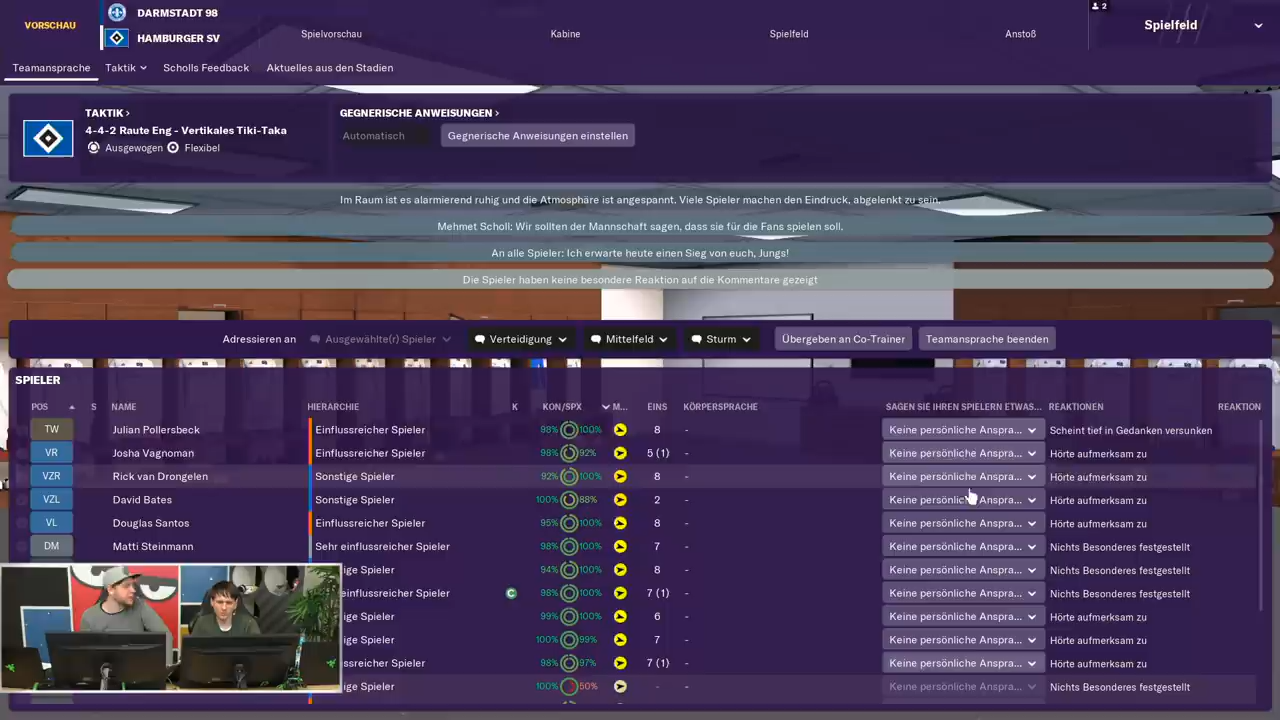 VORSCHAU
DARMSTADT 98
HAMBURGER SV
Spielvorschau
Kabine
Spielfeld
Anstoß
2
Spielfeld
Teamansprache
Taktik
Scholls Feedback
Aktuelles aus den Stadien
TAKTIK ›
4-4-2 Raute Eng - Vertikales Tiki-Taka
Ausgewogen Flexibel
GEGNERISCHE ANWEISUNGEN ›
Automatisch
Gegnerische Anweisungen einstellen
Im Raum ist es alarmierend ruhig und die Atmosphäre ist angespannt. Viele Spieler machen den Eindruck, abgelenkt zu sein.
Mehmet Scholl: Wir sollten der Mannschaft sagen, dass sie für die Fans spielen soll.
An alle Spieler: Ich erwarte heute einen Sieg von euch, Jungs!
Die Spieler haben keine besondere Reaktion auf die Kommentare gezeigt
Adressieren an Ausgewählte(r) Spieler Verteidigung Mittelfeld Sturm Übergeben an Co-Trainer Teamansprache beenden
SPIELER
POS S NAME HIERARCHIE K KON/SPX M... EINS KÖRPERSPRACHE SAGEN SIE IHREN SPIELERN ETWAS... REAKTIONEN REAKTION
TW Julian Pollersbeck Einflussreicher Spieler 98% 100% 8 - Keine persönliche Anspra... Scheint tief in Gedanken versunken
VR Josha Vagnoman Einflussreicher Spieler 98% 92% 5 (1) - Keine persönliche Anspra... Hörte aufmerksam zu
VZR Rick van Drongelen Sonstige Spieler 92% 100% 8 - Keine persönliche Anspra... Hörte aufmerksam zu
VZL David Bates Sonstige Spieler 100% 88% 2 - Keine persönliche Anspra... Hörte aufmerksam zu
VL Douglas Santos Einflussreicher Spieler 95% 100% 8 - Keine persönliche Anspra... Hörte aufmerksam zu
DM Matti Steinmann Sehr einflussreicher Spieler 98% 100% 7 - Keine persönliche Anspra... Nichts Besonderes festgestellt
ige Spieler 94% 100% 8 - Keine persönliche Anspra... Nichts Besonderes festgestellt
einflussreicher Spieler C 98% 100% 7 (1) - Keine persönliche Anspra... Nichts Besonderes festgestellt
ige Spieler 99% 100% 6 - Keine persönliche Anspra... Hörte aufmerksam zu
ige Spieler 100% 99% 7 - Keine persönliche Anspra... Hörte aufmerksam zu
ssreicher Spieler 98% 97% 7 (1) - Keine persönliche Anspra... Hörte aufmerksam zu
ige Spieler 100% 50% - - Keine persönliche Anspra... Nichts Besonderes festgestellt